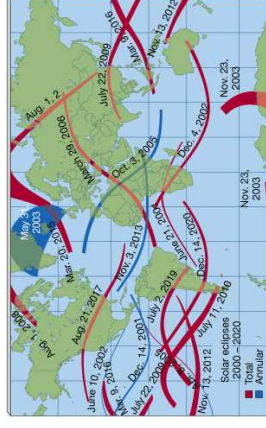 Aug. 1, 2
July 22, 2009
Mar. 9, 2016
Nov. 13, 2012
March 29, 2006
Oct. 3, 2005
Dec. 4, 2002
Nov. 23,
2003
May 3
2003
Mar. 20, 2015
Nov. 3, 2013
June 21, 2001
Dec. 14, 2020
Nov. 23,
2003
Aug. 1, 2008
Aug. 21, 2017
June 10, 2002
Mar. 9, 2016
Dec. 14, 2001
July 22, 2009
July 2, 2019
July 11, 2010
Nov. 13, 2012
Solar eclipses
2000–2020
Total
Annular